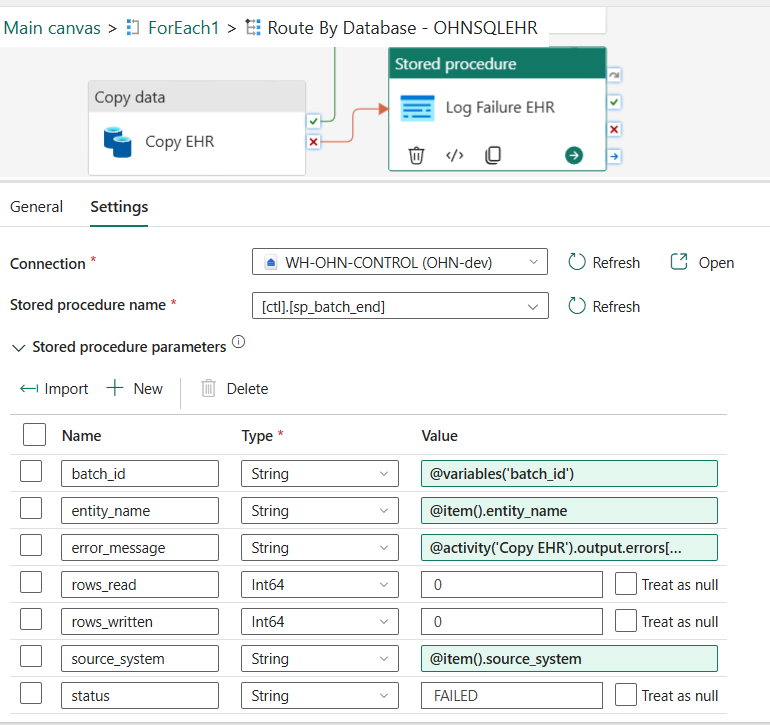 Main canvas > ForEach1 > Route By Database - OHNSQLEHR
Stored procedure
Copy data
Log Failure EHR
Copy EHR
General Settings
Connection * WH-OHN-CONTROL (OHN-dev) Refresh Open
Stored procedure name * [ctl].[sp_batch_end] Refresh
Stored procedure parameters
Import New Delete
Name Type * Value
batch_id String @variables('batch_id')
entity_name String @item().entity_name
error_message String @activity('Copy EHR').output.errors[...
rows_read Int64 0 Treat as null
rows_written Int64 0 Treat as null
source_system String @item().source_system
status String FAILED Treat as null